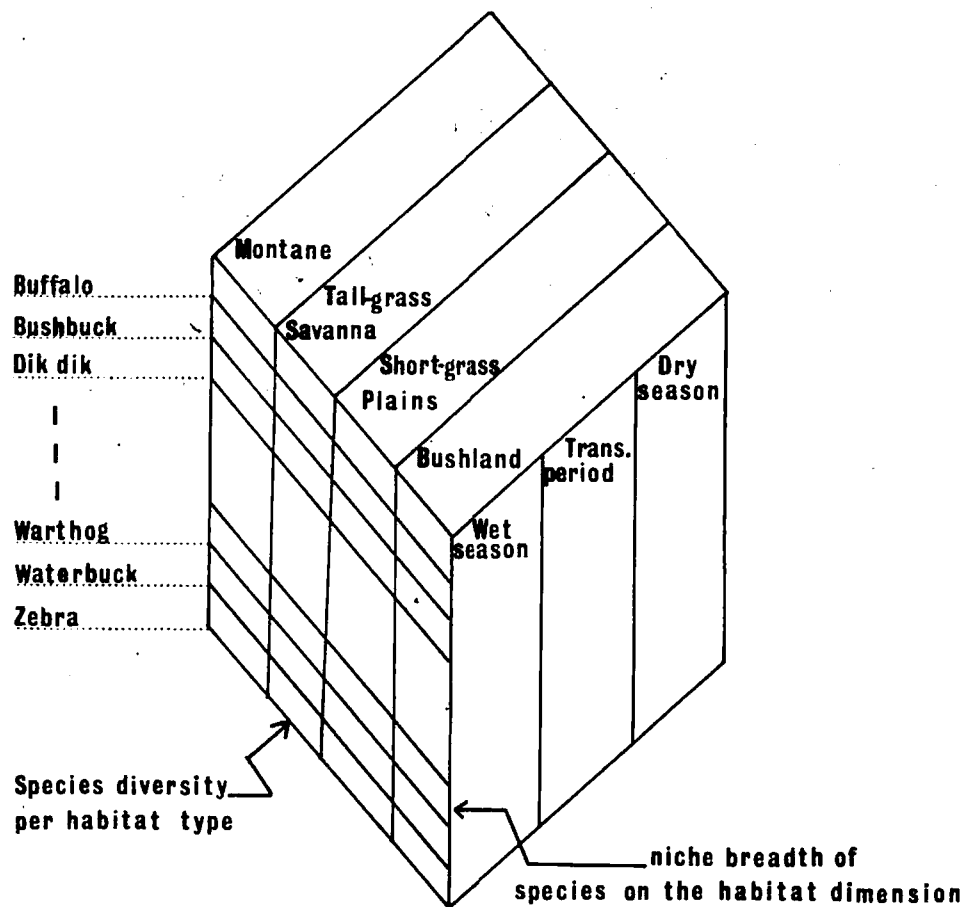 Montane
Buffalo
Tall-grass
Bushbuck
Savanna
Dik dik
Short-grass
Dry
Plains
season
Bushland
Trans.
period
Warthog
Wet
season
Waterbuck
Zebra
Species diversity
per habitat type
niche breadth of
species on the habitat dimension